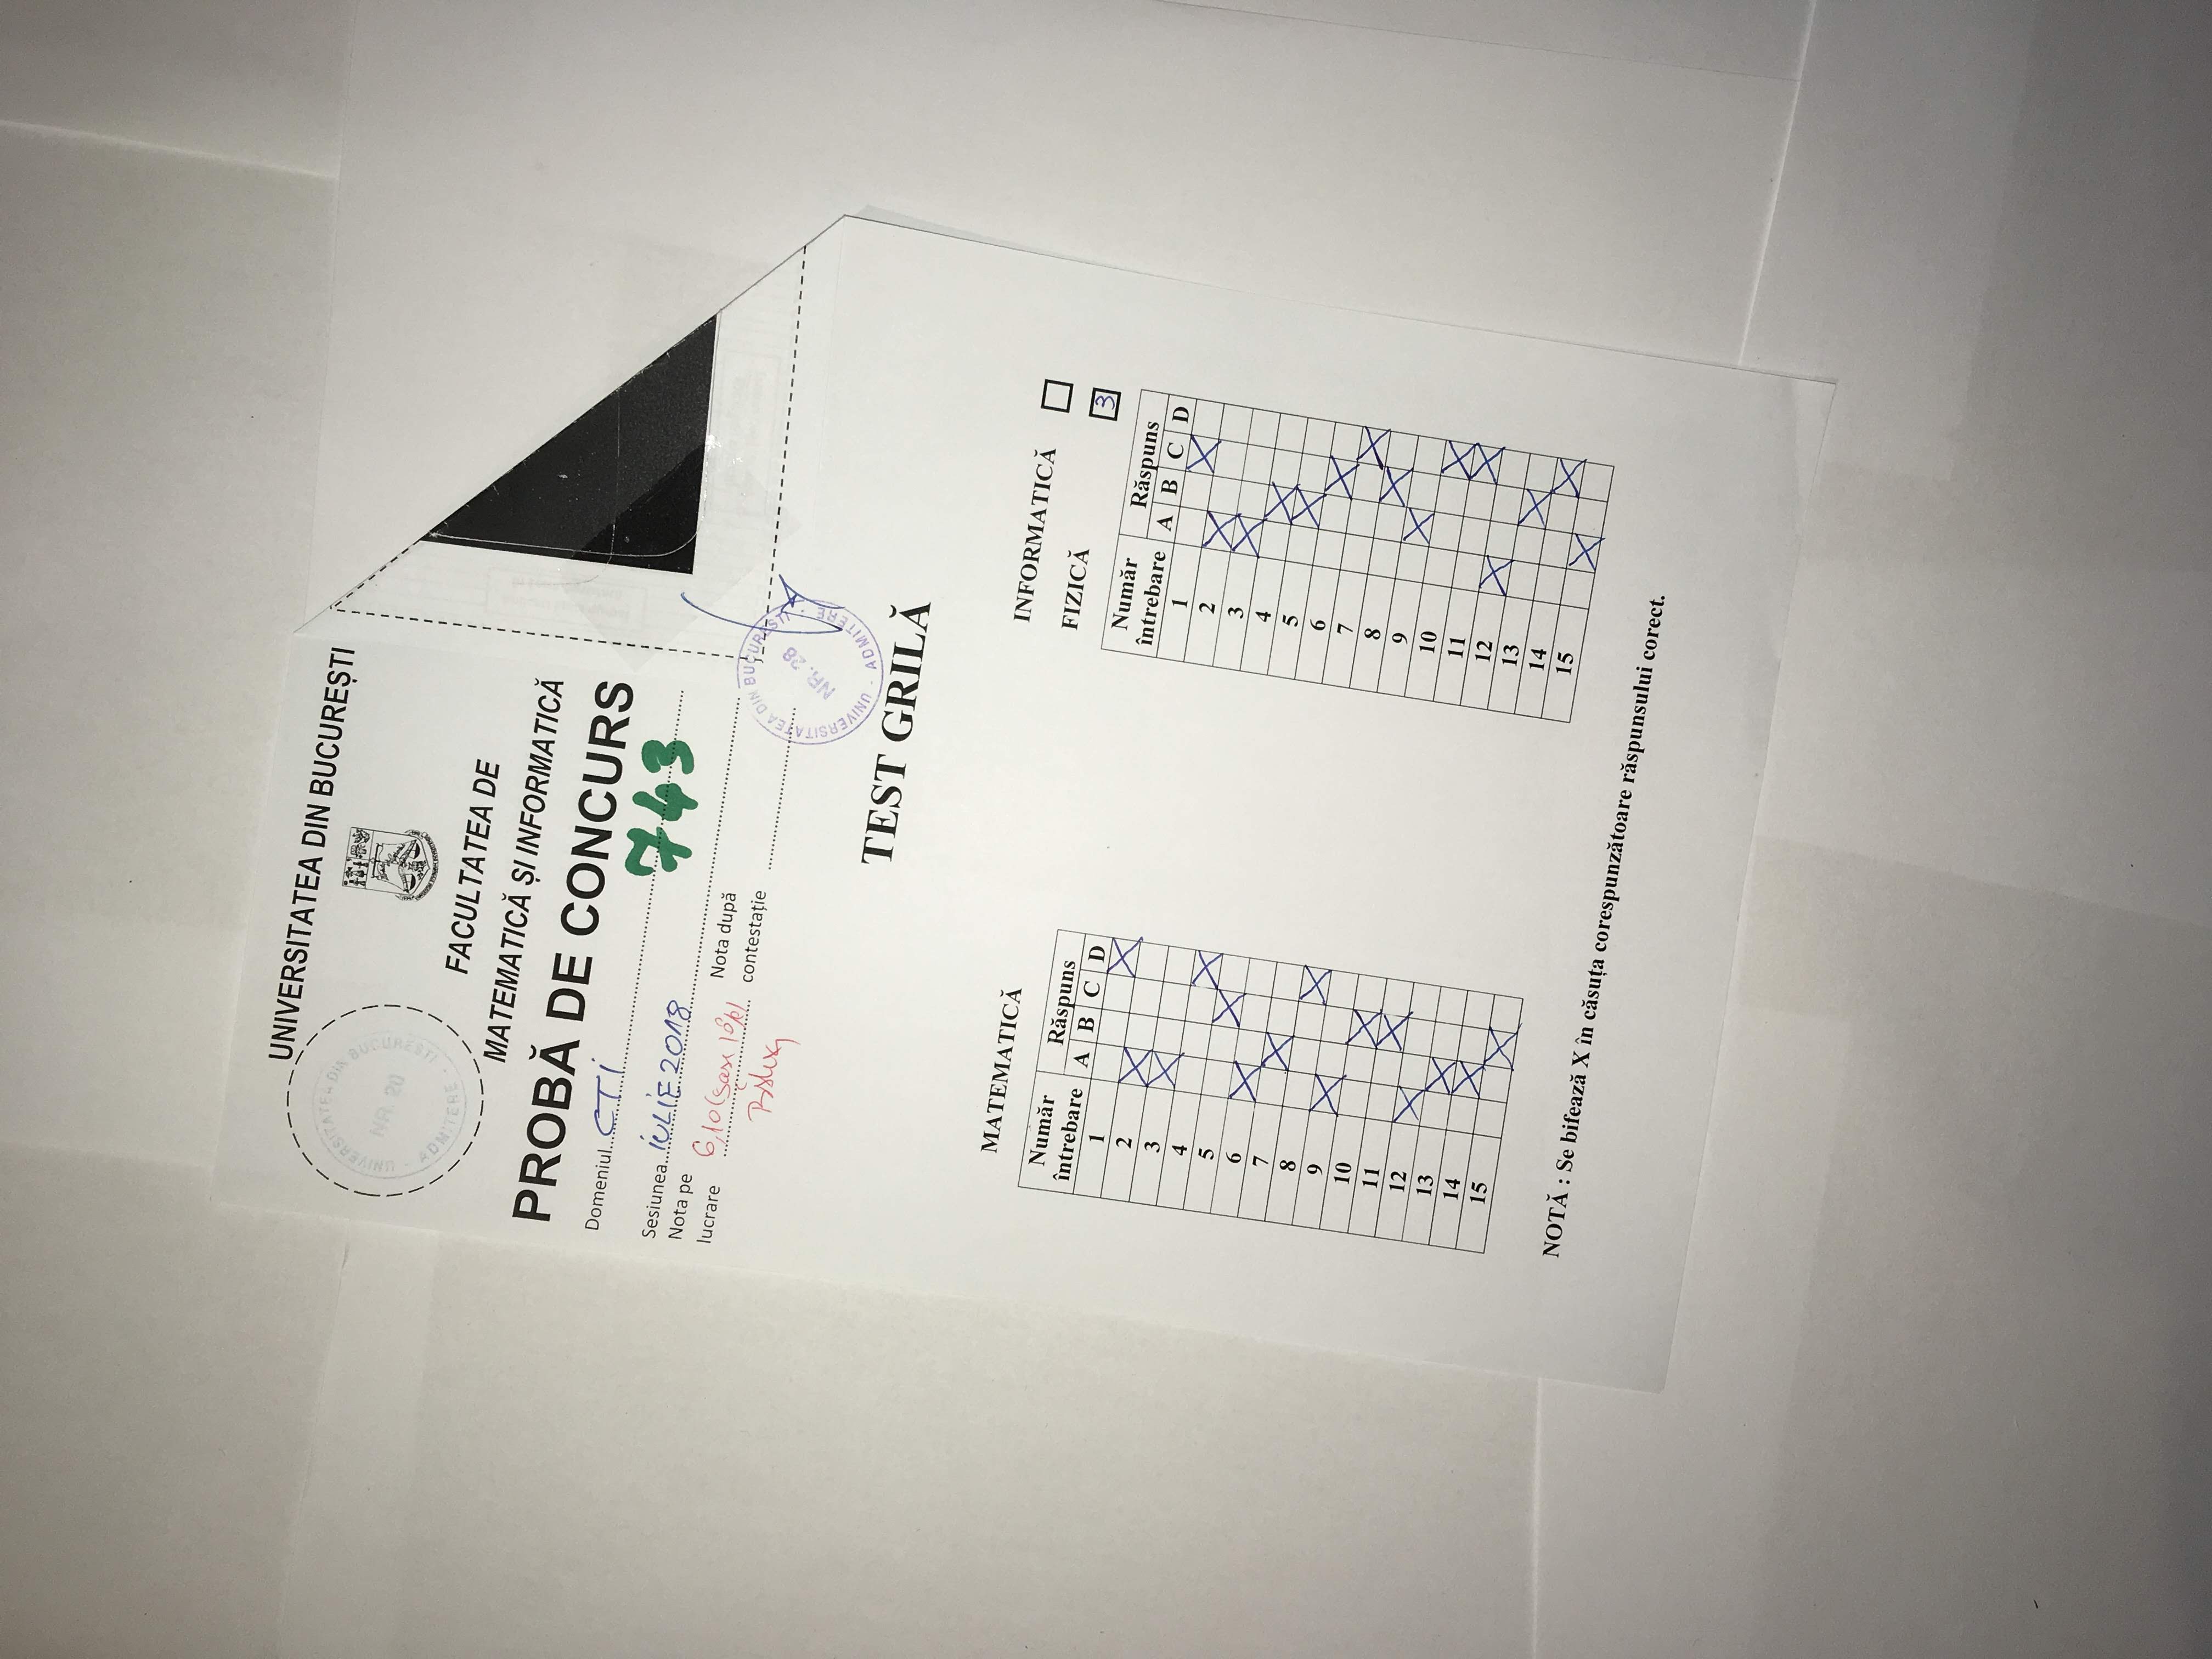 UNIVERSITATEA DIN BUCUREȘTI
UNIVERSITATEA DIN BUCUREȘTI
NR. 20
ADMITERE
FACULTATEA DE
MATEMATICĂ ȘI INFORMATICĂ
PROBĂ DE CONCURS
Domeniul CTI
743
Sesiunea IULIE 2018
Nota pe lucrare 6,10 (șase 10%)
Nota după contestație
UNIVERSITATEA DIN BUCUREȘTI
NR. 28
ADMITERE
TEST GRILĂ
MATEMATICĂ
Număr întrebare Răspuns
A B C D
1 X
2 X
3 X
4 X
5 X
6 X
7 X
8 X
9 X
10 X
11 X
12 X
13 X
14 X
15 X
INFORMATICĂ
FIZICĂ 3
Număr întrebare Răspuns
A B C D
1 X
2 X
3 X
4 X
5 X
6 X
7 X
8 X
9 X
10 X
11 X
12 X
13 X
14 X
15 X
NOTĂ : Se bifează X în căsuța corespunzătoare răspunsului corect.